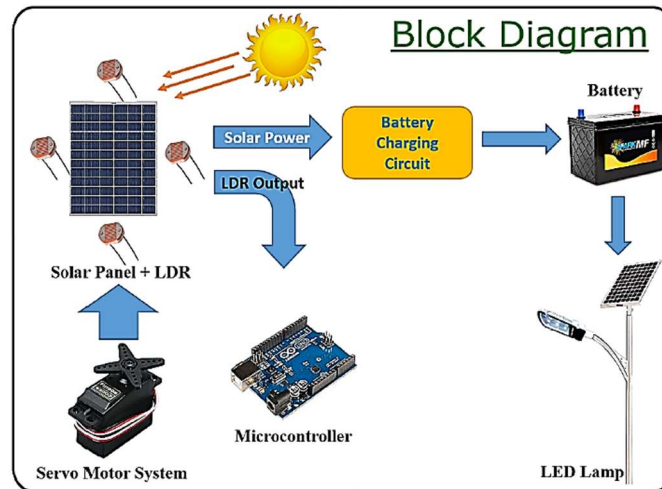 Block Diagram
Battery
Solar Power
Battery
Charging
Circuit
LDR Output
Solar Panel + LDR
Microcontroller
Servo Motor System
LED Lamp